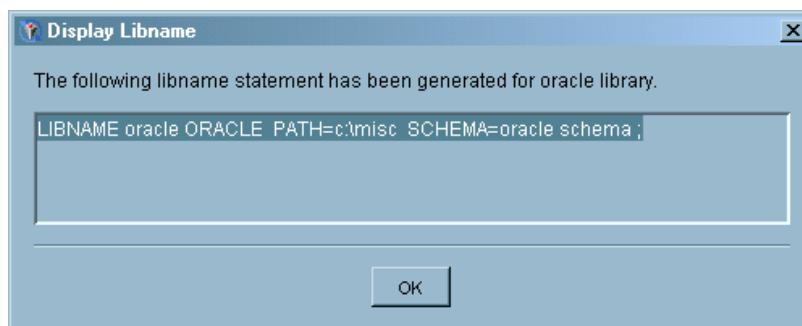 Display Libname
The following libname statement has been generated for oracle library.
LIBNAME oracle ORACLE  PATH=c:\misc  SCHEMA=oracle schema ;
OK